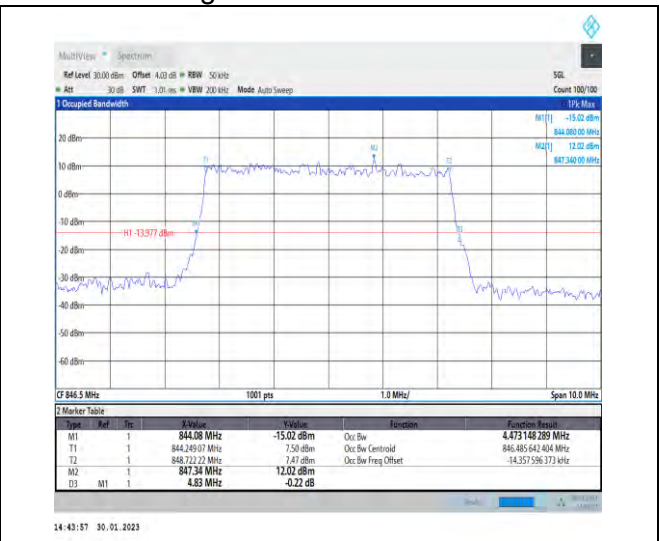 MultiView Spectrum
Ref Level 30.00 dBm Offset 4.03 dB RBW 50 kHz SGL
Att 30 dB SWT 1.01 ms VBW 200 kHz Mode Auto Sweep Count 100/100
1 Occupied Bandwidth 1Pk Max
M1[1] -15.02 dBm
844.080 00 MHz
M2[1] 12.02 dBm
847.340 00 MHz
20 dBm
M2
T1 T2
10 dBm
0 dBm
-10 dBm
M1
H1 -13.977 dBm
-20 dBm
-30 dBm
-40 dBm
-50 dBm
-60 dBm
CF 846.5 MHz 1001 pts 1.0 MHz/ Span 10.0 MHz
2 Marker Table
Type Ref Trc X-Value Y-Value Function Function Result
M1 1 844.08 MHz -15.02 dBm Occ Bw 4.473 148 289 MHz
T1 1 844.249 07 MHz 7.50 dBm Occ Bw Centroid 846.485 642 404 MHz
T2 1 848.722 22 MHz 7.47 dBm Occ Bw Freq Offset -14.357 596 373 kHz
M2 1 847.34 MHz 12.02 dBm
D3 M1 1 4.83 MHz -0.22 dB
14:43:57 30.01.2023